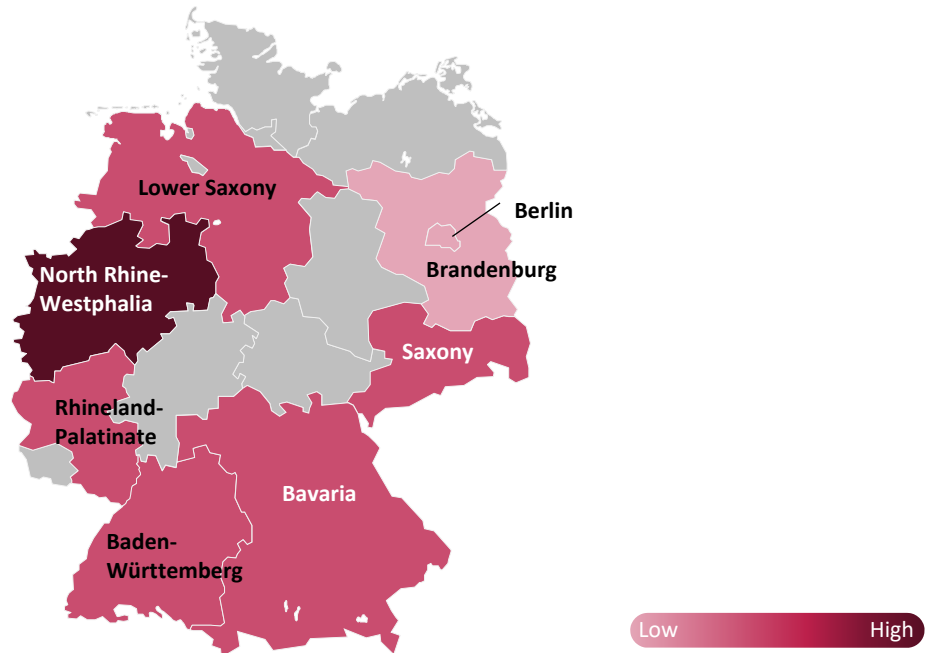 Lower Saxony
Berlin
Brandenburg
North Rhine-
Westphalia
Saxony
Rhineland-
Palatinate
Bavaria
Baden-
Württemberg
Low
High